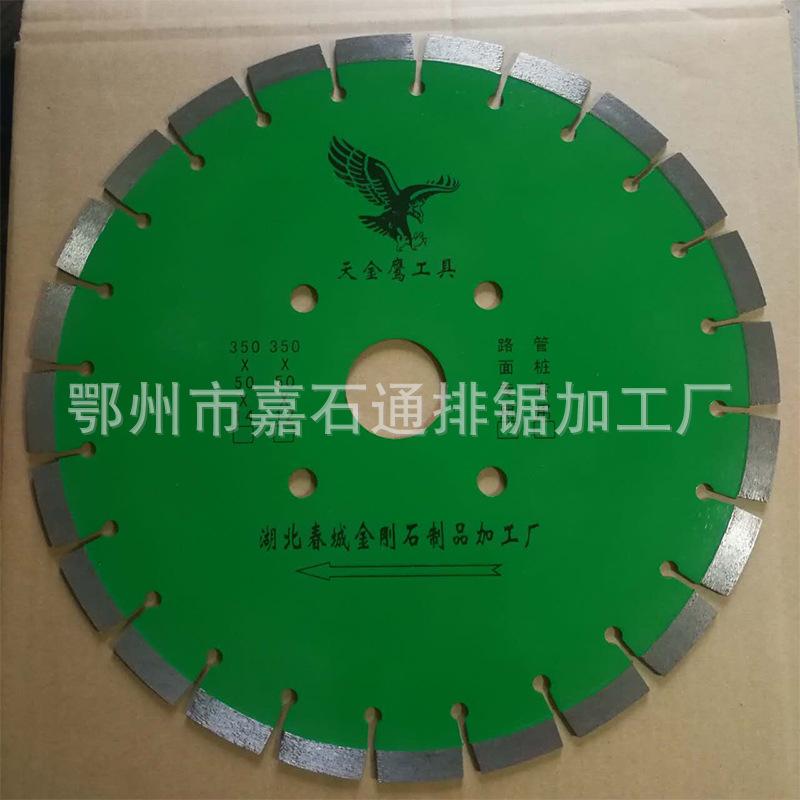 天金鹰工具
350 350
X X
50 50
路 管
面 桩
鄂州市嘉石通排锯加工厂
湖北春城金刚石制品加工厂